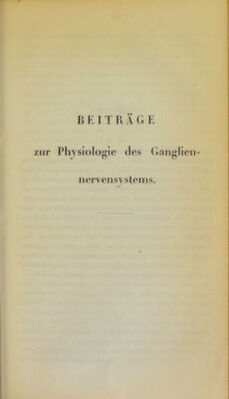 BEITRÄGE
zur Physiologie des Ganglien-
nervensystems.